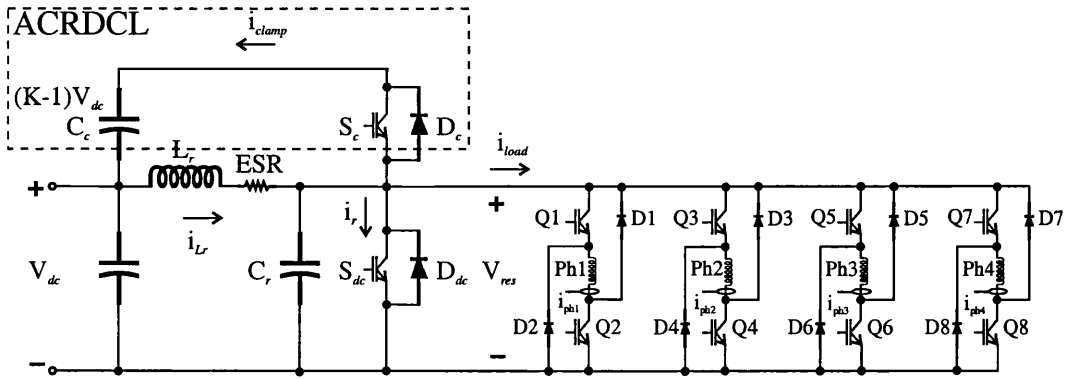 ACRDCL
i_clamp
(K-1)V_dc
C_c
S_c
D_c
L_r
ESR
i_load
+
+
i_Lr
i_r
V_dc
C_r
S_dc
D_dc
V_res
Q1
D1
Q3
D3
Q5
D5
Q7
D7
Ph1
Ph2
Ph3
Ph4
i_ph1
i_ph2
i_ph3
i_ph4
D2
Q2
D4
Q4
D6
Q6
D8
Q8
−
−